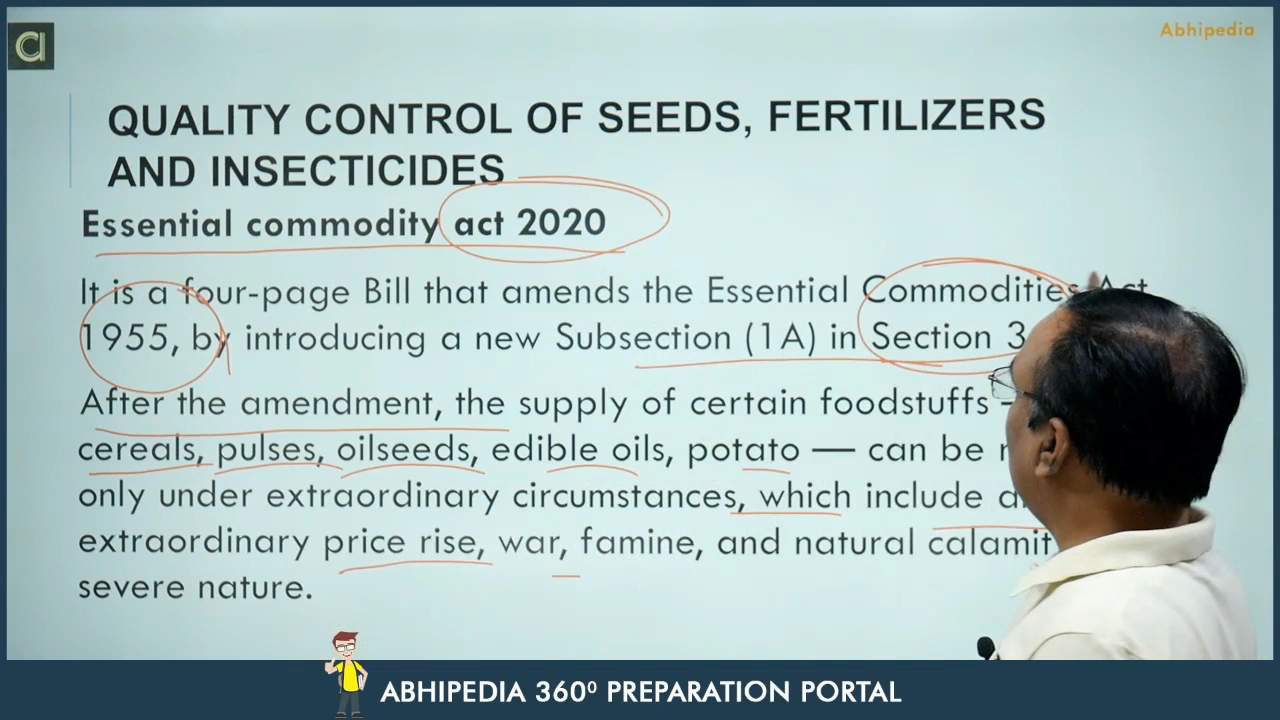 Abhipedia
QUALITY CONTROL OF SEEDS, FERTILIZERS
AND INSECTICIDES
Essential commodity act 2020
It is a four-page Bill that amends the Essential Commodities Act
1955, by introducing a new Subsection (1A) in Section 3
After the amendment, the supply of certain foodstuffs –
cereals, pulses, oilseeds, edible oils, potato — can be
only under extraordinary circumstances, which include
extraordinary price rise, war, famine, and natural
severe nature.
ABHIPEDIA 360⁰ PREPARATION PORTAL